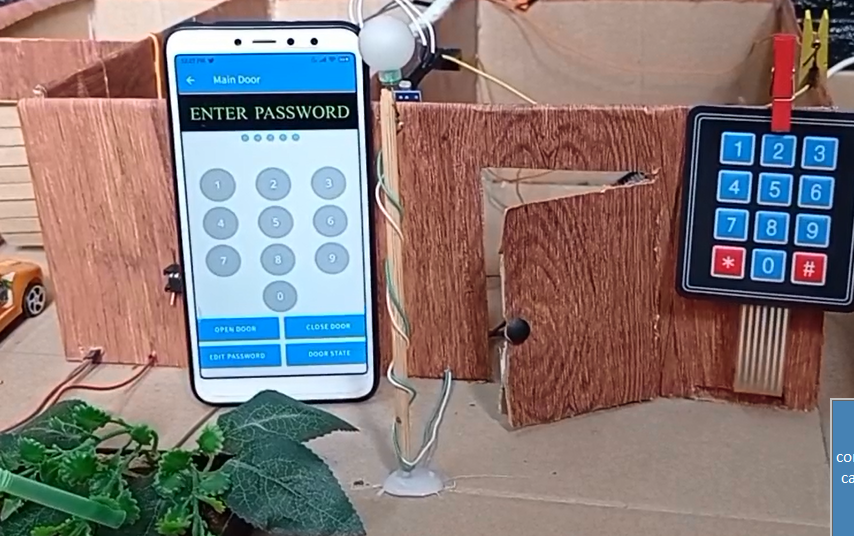 Main Door
ENTER PASSWORD
1 2 3
4 5 6
7 8 9
0
OPEN DOOR CLOSE DOOR
EDIT PASSWORD DOOR STATE
1 2 3
4 5 6
7 8 9
* 0 #